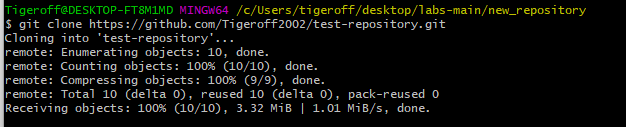 Tigeroff@DESKTOP-FT8M1MD MINGW64 /c/Users/tigeroff/desktop/labs-main/new_repository
$ git clone https://github.com/Tigeroff2002/test-repository.git
Cloning into 'test-repository'...
remote: Enumerating objects: 10, done.
remote: Counting objects: 100% (10/10), done.
remote: Compressing objects: 100% (9/9), done.
remote: Total 10 (delta 0), reused 10 (delta 0), pack-reused 0
Receiving objects: 100% (10/10), 3.32 MiB | 1.01 MiB/s, done.